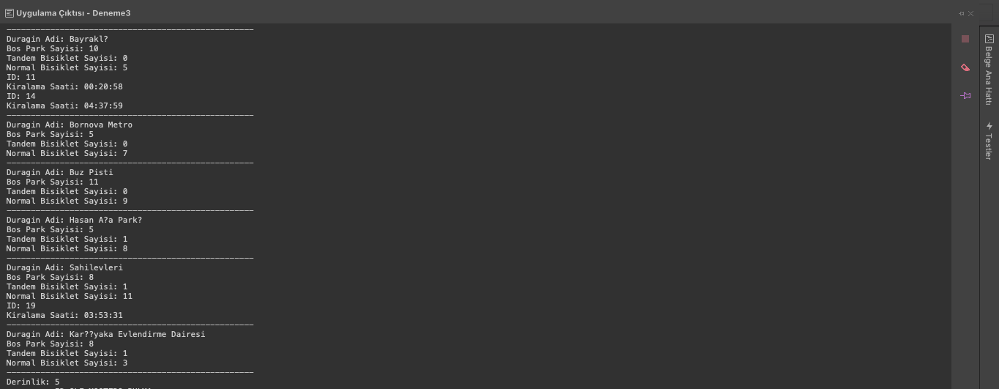 Uygulama Çıktısı - Deneme3
----------------------------------------------------
Duragin Adi: Bayrakl?
Bos Park Sayisi: 10
Tandem Bisiklet Sayisi: 0
Normal Bisiklet Sayisi: 5
ID: 11
Kiralama Saati: 00:20:58
ID: 14
Kiralama Saati: 04:37:59
----------------------------------------------------
Duragin Adi: Bornova Metro
Bos Park Sayisi: 5
Tandem Bisiklet Sayisi: 0
Normal Bisiklet Sayisi: 7
----------------------------------------------------
Duragin Adi: Buz Pisti
Bos Park Sayisi: 11
Tandem Bisiklet Sayisi: 0
Normal Bisiklet Sayisi: 9
----------------------------------------------------
Duragin Adi: Hasan A?a Park?
Bos Park Sayisi: 5
Tandem Bisiklet Sayisi: 1
Normal Bisiklet Sayisi: 8
----------------------------------------------------
Duragin Adi: Sahilevleri
Bos Park Sayisi: 8
Tandem Bisiklet Sayisi: 1
Normal Bisiklet Sayisi: 11
ID: 19
Kiralama Saati: 03:53:31
----------------------------------------------------
Duragin Adi: Kar??yaka Evlendirme Dairesi
Bos Park Sayisi: 8
Tandem Bisiklet Sayisi: 1
Normal Bisiklet Sayisi: 3
----------------------------------------------------
Derinlik: 5
Belge Ana Hattı
Testler